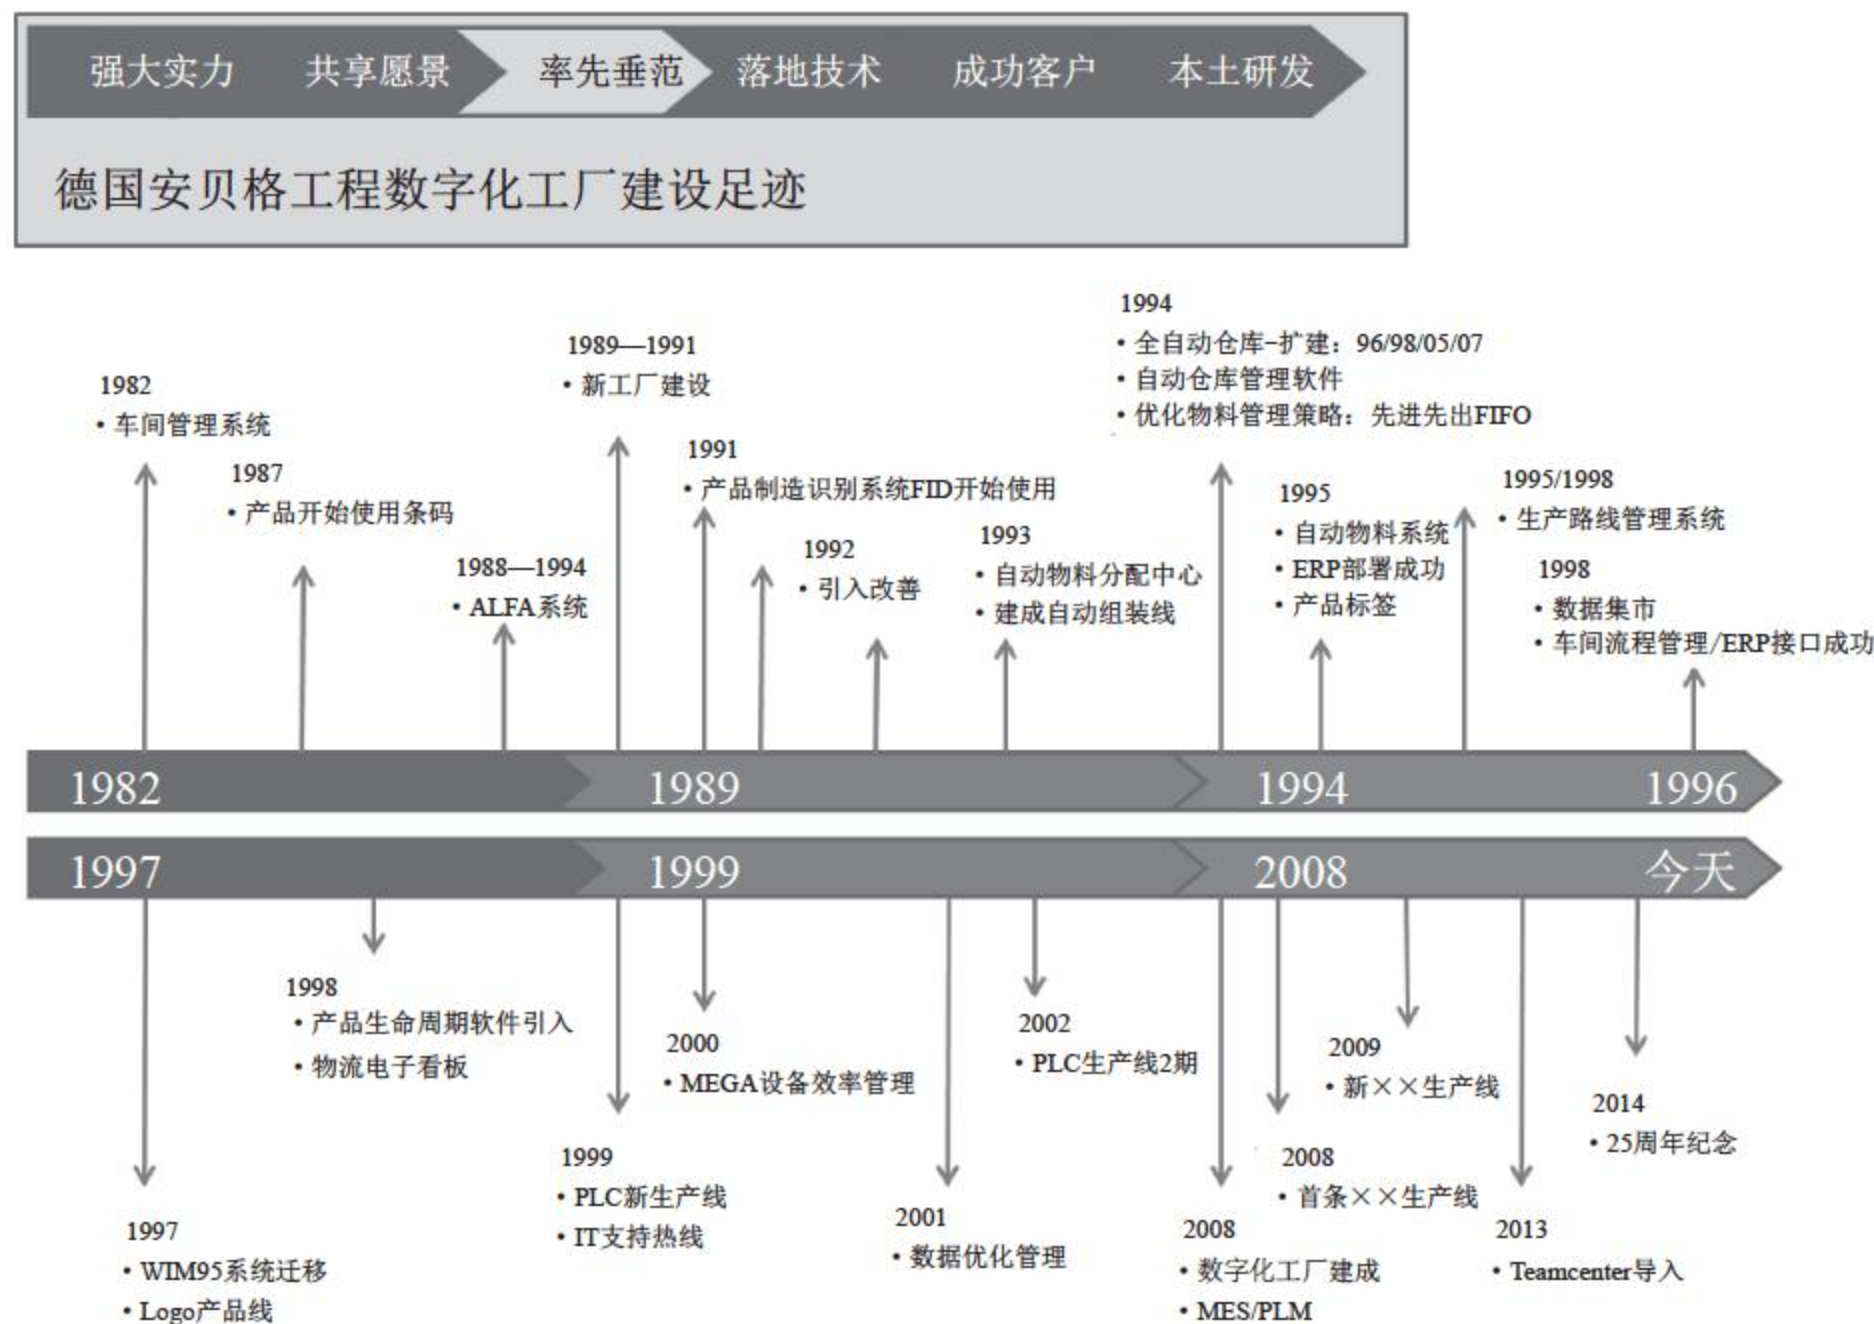 强大实力 共享愿景 率先垂范 落地技术 成功客户 本土研发
德国安贝格工程数字化工厂建设足迹
1982
• 车间管理系统
1987
• 产品开始使用条码
1988—1994
• ALFA系统
1989—1991
• 新工厂建设
1991
• 产品制造识别系统FID开始使用
1992
• 引入改善
1993
• 自动物料分配中心
• 建成自动组装线
1994
• 全自动仓库-扩建：96/98/05/07
• 自动仓库管理软件
• 优化物料管理策略：先进先出FIFO
1995
• 自动物料系统
• ERP部署成功
• 产品标签
1995/1998
• 生产路线管理系统
1998
• 数据集市
• 车间流程管理/ERP接口成功
1982 1989 1994 1996
1997 1999 2008 今天
1997
• WIM95系统迁移
• Logo产品线
1998
• 产品生命周期软件引入
• 物流电子看板
1999
• PLC新生产线
• IT支持热线
2000
• MEGA设备效率管理
2001
• 数据优化管理
2002
• PLC生产线2期
2008
• 数字化工厂建成
• MES/PLM
2008
• 首条××生产线
2009
• 新××生产线
2013
• Teamcenter导入
2014
• 25周年纪念